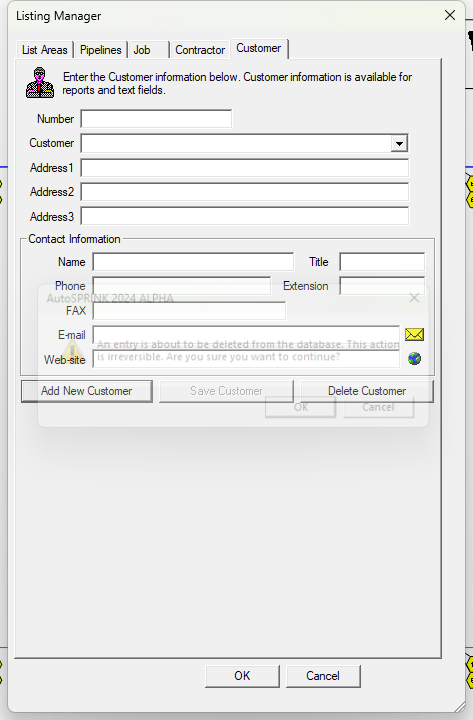 Listing Manager
List Areas Pipelines Job Contractor Customer
Enter the Customer information below. Customer information is available for
reports and text fields.
Number
Customer
Address1
Address2
Address3
Contact Information
Name Title
Phone Extension
AutoSPRINK 2024 ALPHA
FAX
E-mail
An entry is about to be deleted from the database. This action
is irreversible. Are you sure you want to continue?
Web-site
Add New Customer Save Customer Delete Customer
OK Cancel
OK Cancel